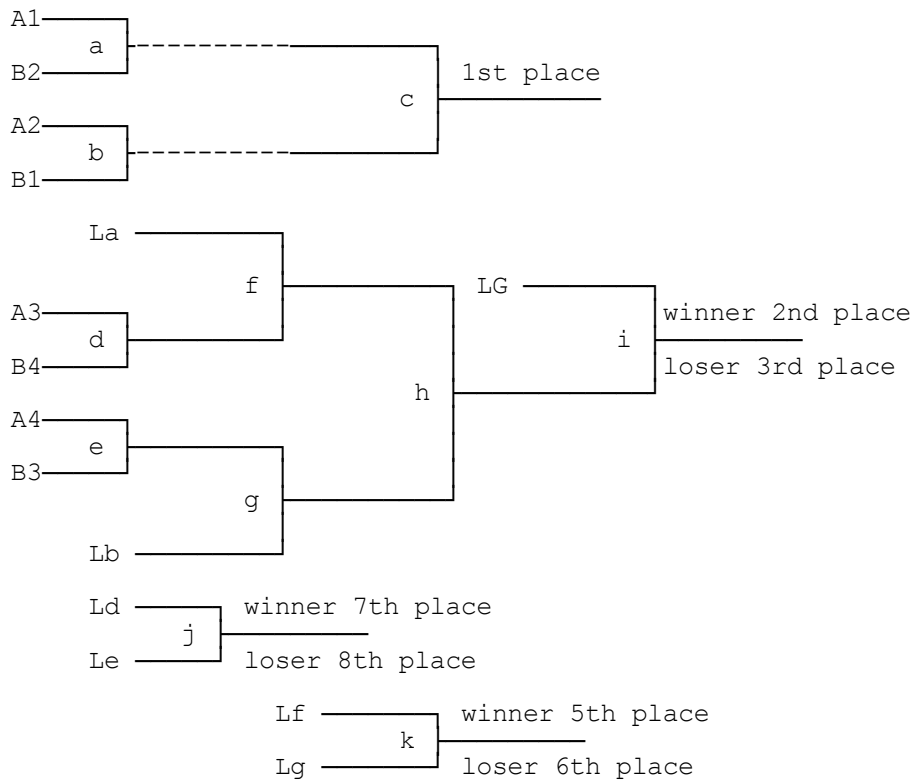 A1
a
B2
1st place
c
A2
b
B1
La
f
LG
A3
winner 2nd place
d
i
B4
loser 3rd place
h
A4
e
B3
g
Lb
Ld
winner 7th place
j
Le
loser 8th place
Lf
winner 5th place
k
Lg
loser 6th place